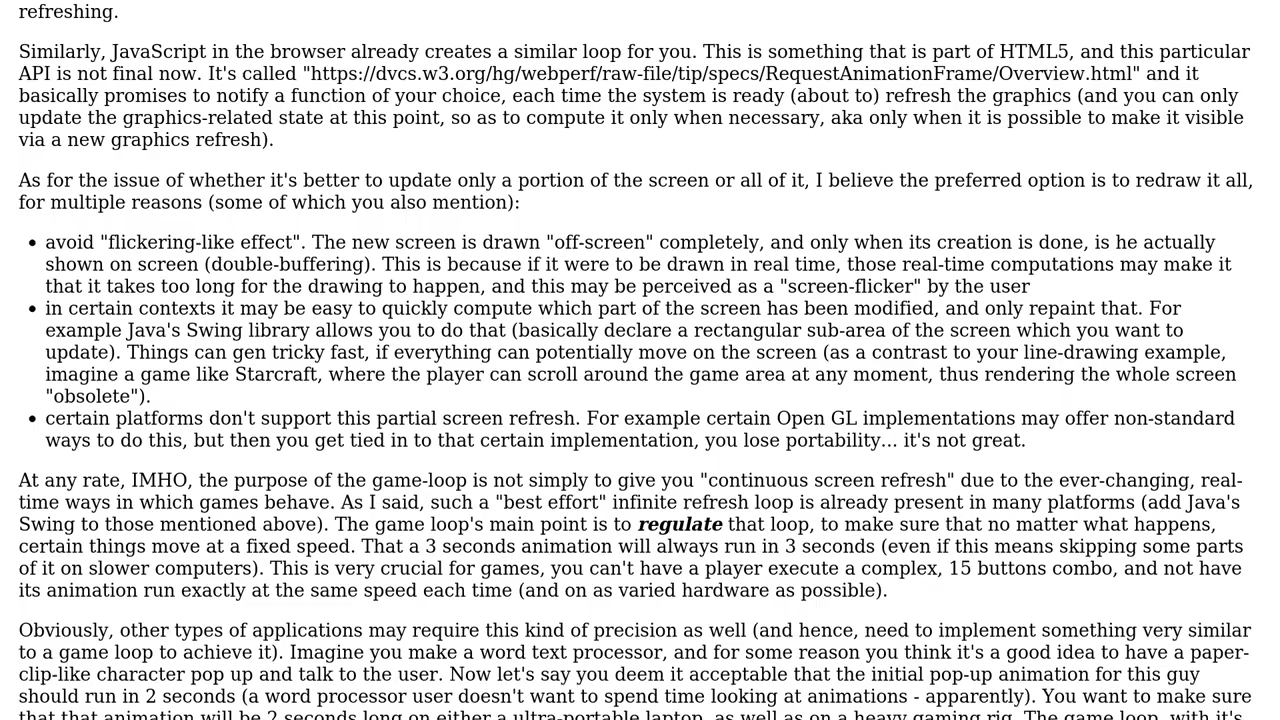 refreshing.
Similarly, JavaScript in the browser already creates a similar loop for you. This is something that is part of HTML5, and this particular
API is not final now. It's called "https://dvcs.w3.org/hg/webperf/raw-file/tip/specs/RequestAnimationFrame/Overview.html" and it
basically promises to notify a function of your choice, each time the system is ready (about to) refresh the graphics (and you can only
update the graphics-related state at this point, so as to compute it only when necessary, aka only when it is possible to make it visible
via a new graphics refresh).
As for the issue of whether it's better to update only a portion of the screen or all of it, I believe the preferred option is to redraw it all,
for multiple reasons (some of which you also mention):
• avoid "flickering-like effect". The new screen is drawn "off-screen" completely, and only when its creation is done, is he actually
shown on screen (double-buffering). This is because if it were to be drawn in real time, those real-time computations may make it
that it takes too long for the drawing to happen, and this may be perceived as a "screen-flicker" by the user
• in certain contexts it may be easy to quickly compute which part of the screen has been modified, and only repaint that. For
example Java's Swing library allows you to do that (basically declare a rectangular sub-area of the screen which you want to
update). Things can gen tricky fast, if everything can potentially move on the screen (as a contrast to your line-drawing example,
imagine a game like Starcraft, where the player can scroll around the game area at any moment, thus rendering the whole screen
"obsolete").
• certain platforms don't support this partial screen refresh. For example certain Open GL implementations may offer non-standard
ways to do this, but then you get tied in to that certain implementation, you lose portability... it's not great.
At any rate, IMHO, the purpose of the game-loop is not simply to give you "continuous screen refresh" due to the ever-changing, real-
time ways in which games behave. As I said, such a "best effort" infinite refresh loop is already present in many platforms (add Java's
Swing to those mentioned above). The game loop's main point is to regulate that loop, to make sure that no matter what happens,
certain things move at a fixed speed. That a 3 seconds animation will always run in 3 seconds (even if this means skipping some parts
of it on slower computers). This is very crucial for games, you can't have a player execute a complex, 15 buttons combo, and not have
its animation run exactly at the same speed each time (and on as varied hardware as possible).
Obviously, other types of applications may require this kind of precision as well (and hence, need to implement something very similar
to a game loop to achieve it). Imagine you make a word text processor, and for some reason you think it's a good idea to have a paper-
clip-like character pop up and talk to the user. Now let's say you deem it acceptable that the initial pop-up animation for this guy
should run in 2 seconds (a word processor user doesn't want to spend time looking at animations - apparently). You want to make sure
that that animation will be 2 seconds long on either a ultra-portable laptop, as well as on a heavy gaming rig. The game loop, with it's